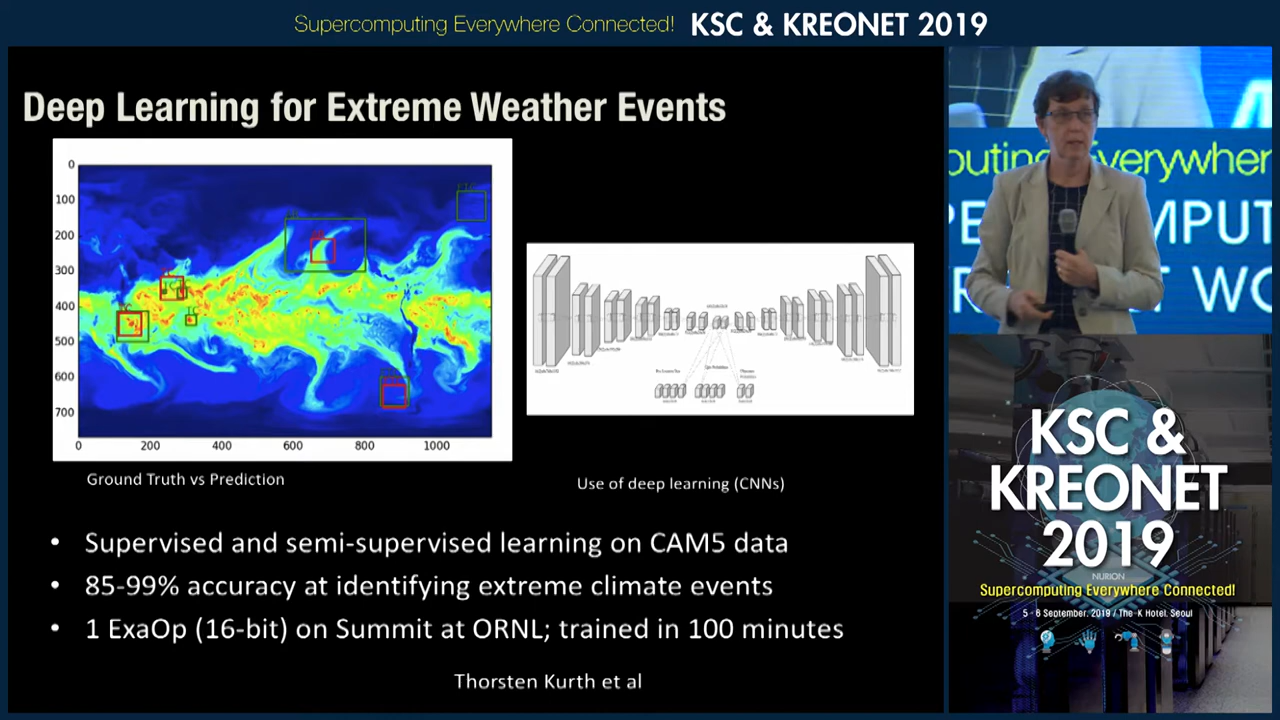 Supercomputing Everywhere Connected! KSC & KREONET 2019
Deep Learning for Extreme Weather Events
0
100
200
300
400
500
600
700
0 200 400 600 800 1000
Ground Truth vs Prediction
Use of deep learning (CNNs)
• Supervised and semi-supervised learning on CAM5 data
• 85-99% accuracy at identifying extreme climate events
• 1 ExaOp (16-bit) on Summit at ORNL; trained in 100 minutes
Thorsten Kurth et al
KSC &
KREONET
2019
NURION
Supercomputing Everywhere Connected!
5 - 6 September, 2019 / The-K Hotel, Seoul